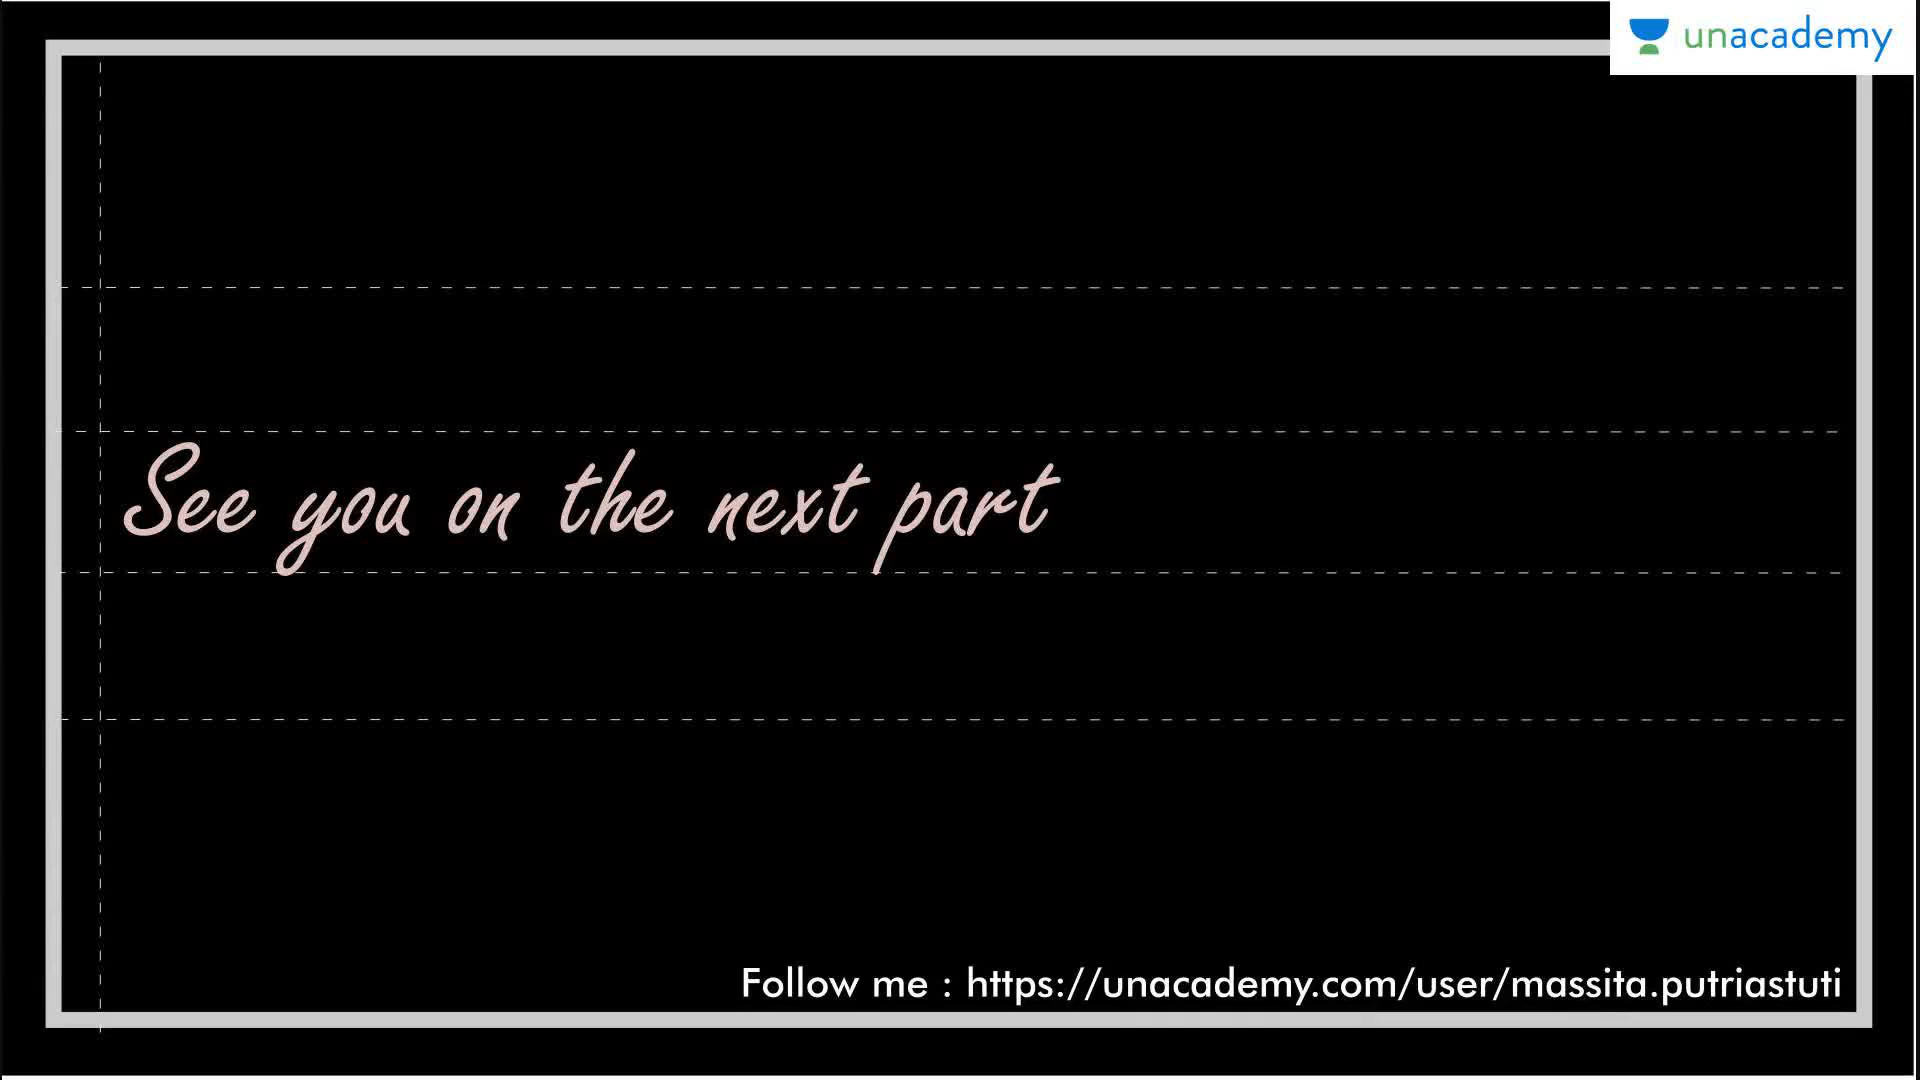 unacademy
See you on the next part
Follow me : https://unacademy.com/user/massita.putriastuti